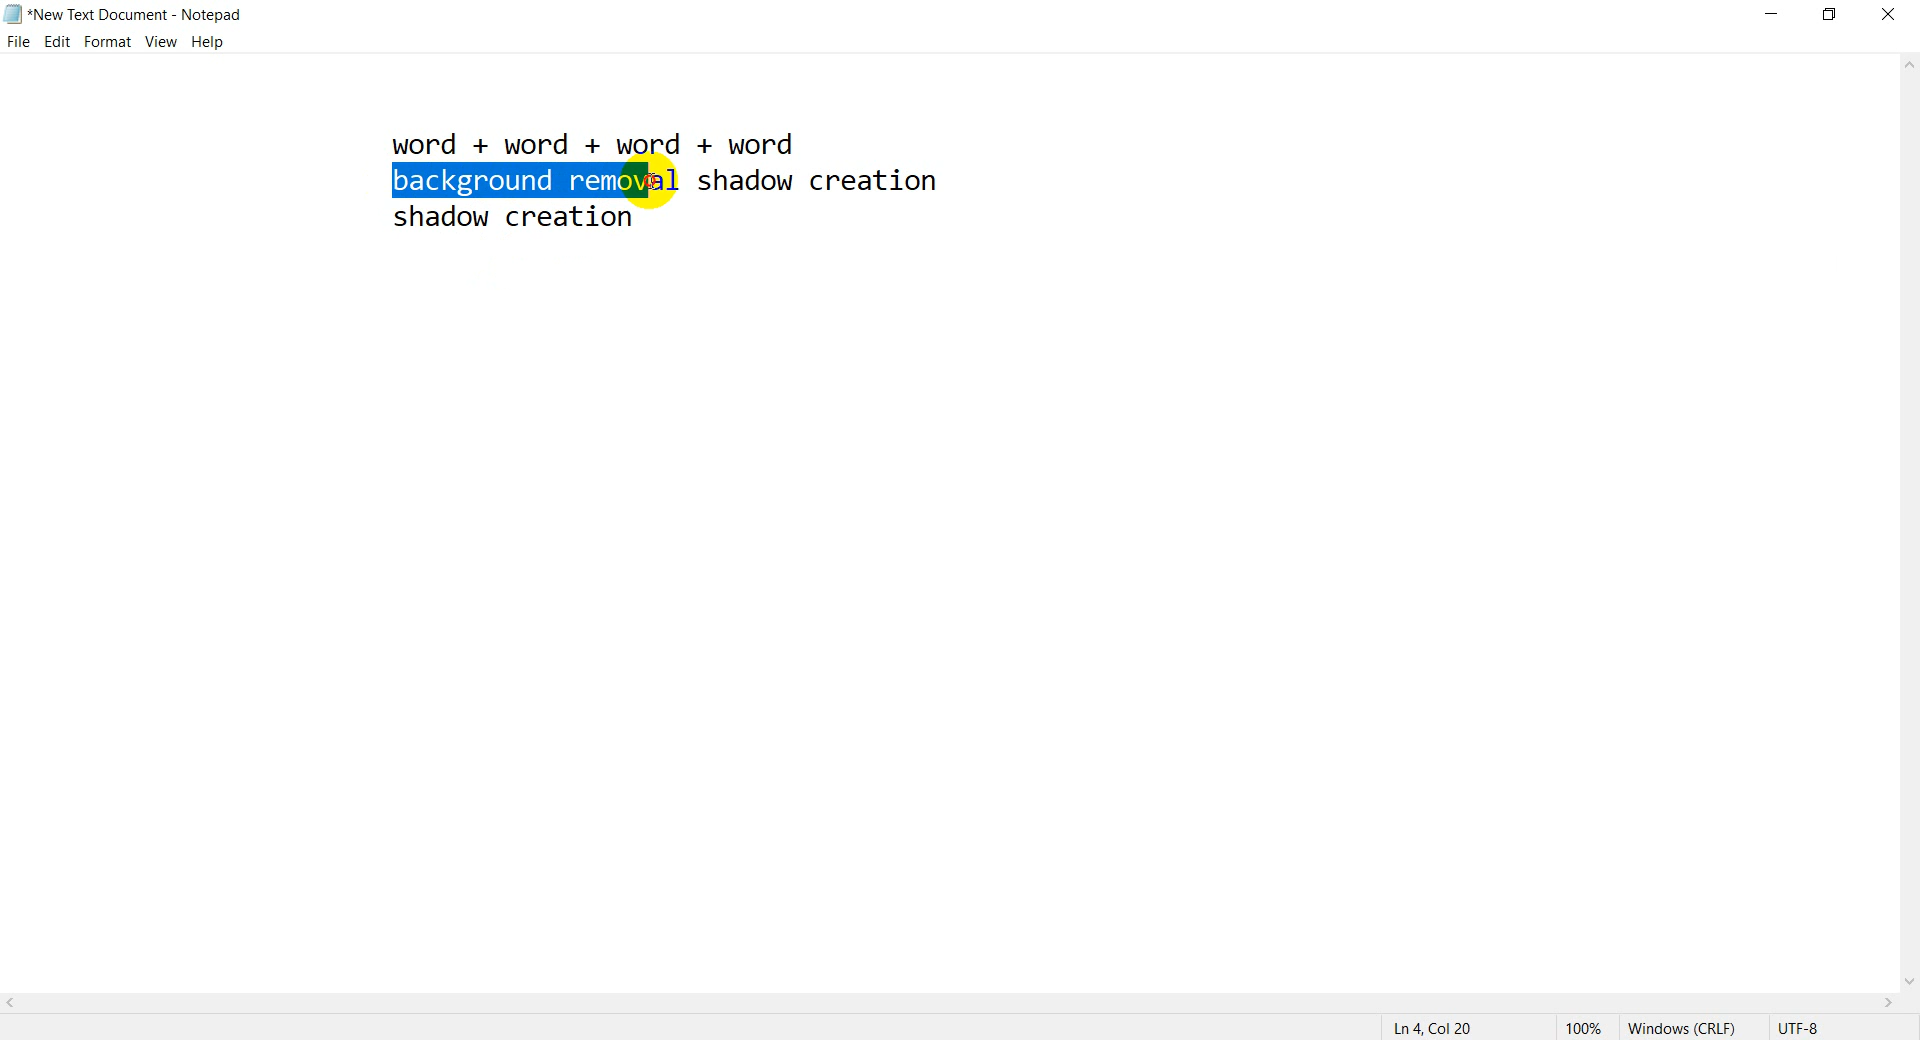 *New Text Document - Notepad
File Edit Format View Help
word + word + word + word
background removal shadow creation
shadow creation
Ln 4, Col 20 100% Windows (CRLF) UTF-8